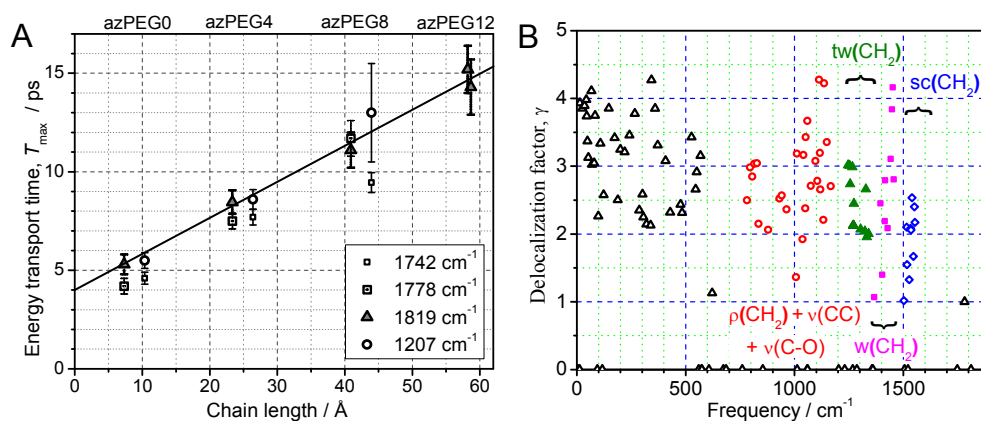 A
azPEG0 azPEG4 azPEG8 azPEG12
Energy transport time, Tmax / ps
15
10
5
0
0 10 20 30 40 50 60
Chain length / Å
1742 cm⁻¹
1778 cm⁻¹
1819 cm⁻¹
1207 cm⁻¹
B
Delocalization factor, γ
5
4
3
2
1
0
0 500 1000 1500
Frequency / cm⁻¹
tw(CH₂)
sc(CH₂)
ρ(CH₂) + ν(CC)
+ ν(C-O)
w(CH₂)